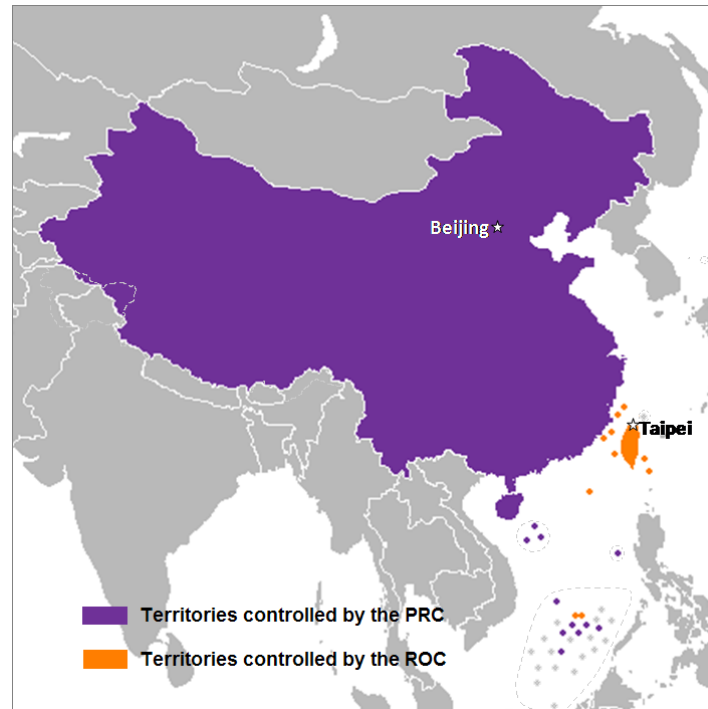 Beijing
Taipei
Territories controlled by the PRC
Territories controlled by the ROC